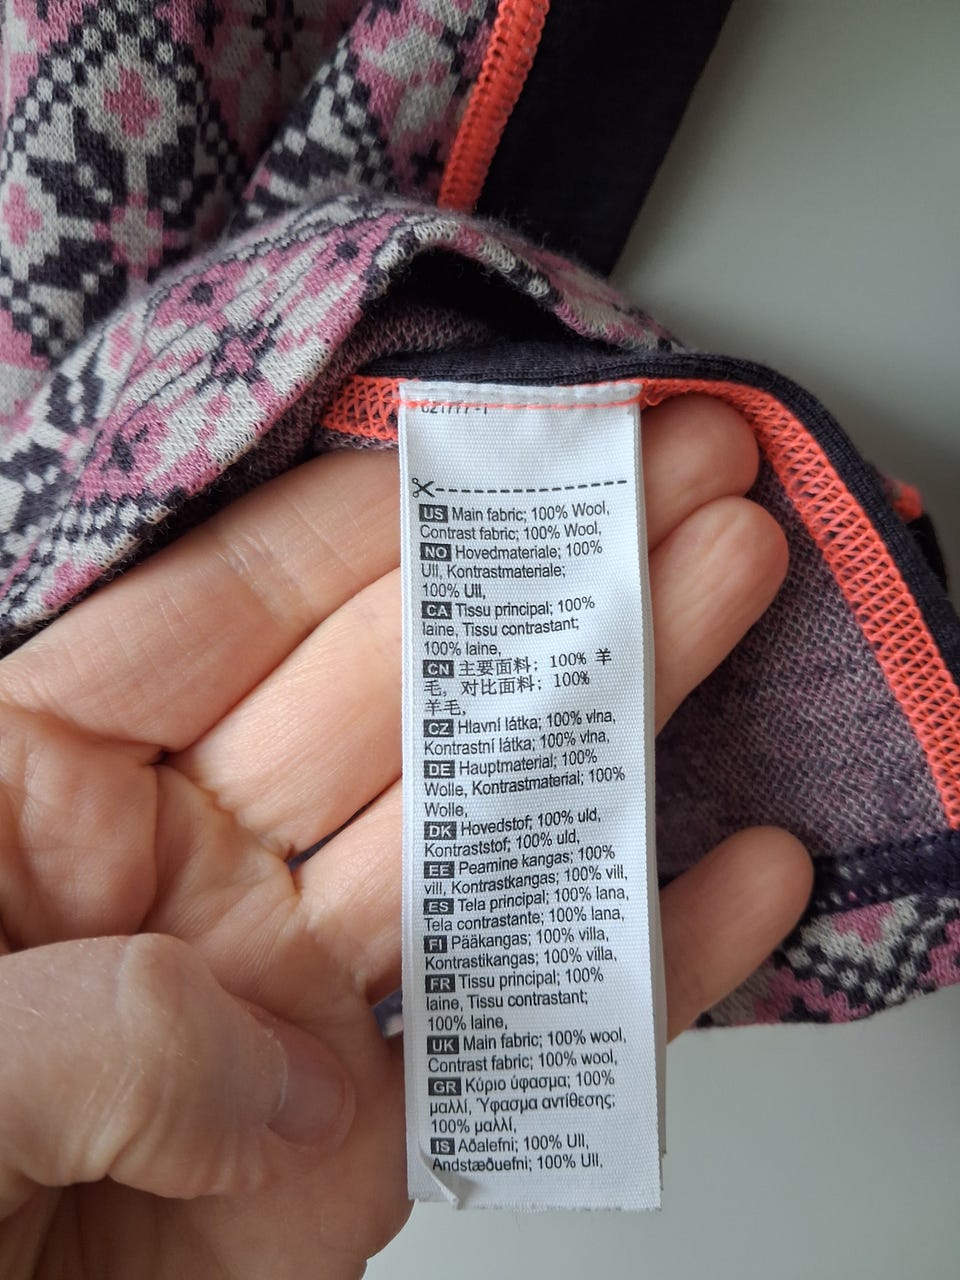 US Main fabric; 100% Wool,
Contrast fabric; 100% Wool,
NO Hovedmateriale; 100%
Ull, Kontrastmateriale;
100% Ull,
CA Tissu principal; 100%
laine, Tissu contrastant;
100% laine,
CN 主要面料; 100% 羊
毛, 对比面料; 100%
羊毛,
CZ Hlavní látka; 100% vlna,
Kontrastní látka; 100% vlna,
DE Hauptmaterial; 100%
Wolle, Kontrastmaterial; 100%
Wolle,
DK Hovedstof; 100% uld,
Kontraststof; 100% uld,
EE Peamine kangas; 100%
vill, Kontrastkangas; 100% vill,
ES Tela principal; 100% lana,
Tela contrastante; 100% lana,
FI Pääkangas; 100% villa,
Kontrastikangas; 100% villa,
FR Tissu principal; 100%
laine, Tissu contrastant;
100% laine,
UK Main fabric; 100% wool,
Contrast fabric; 100% wool,
GR Κύριο ύφασμα; 100%
μαλλί, Ύφασμα αντίθεσης;
100% μαλλί,
IS Aðalefni; 100% Ull,
Andstæðuefni; 100% Ull,